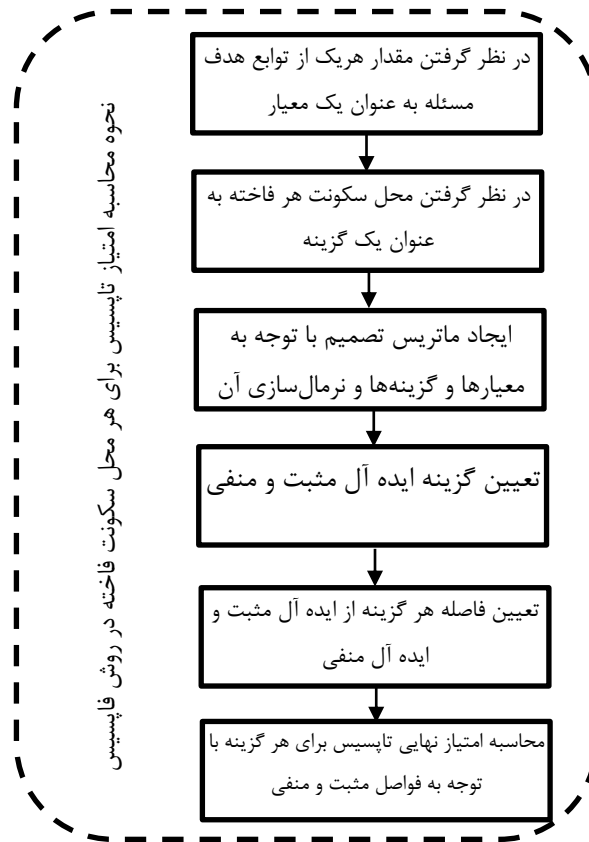 نحوه محاسبه امتیاز تاپسیس برای هر محل سکونت فاخته در روش فاپسیس
در نظر گرفتن مقدار هریک از توابع هدف
مسئله به عنوان یک معیار
در نظر گرفتن محل سکونت هر فاخته به
عنوان یک گزینه
ایجاد ماتریس تصمیم با توجه به
معیارها و گزینه‌ها و نرمال‌سازی آن
تعیین گزینه ایده آل مثبت و منفی
تعیین فاصله هر گزینه از ایده آل مثبت و
ایده آل منفی
محاسبه امتیاز نهایی تاپسیس برای هر گزینه با
توجه به فواصل مثبت و منفی